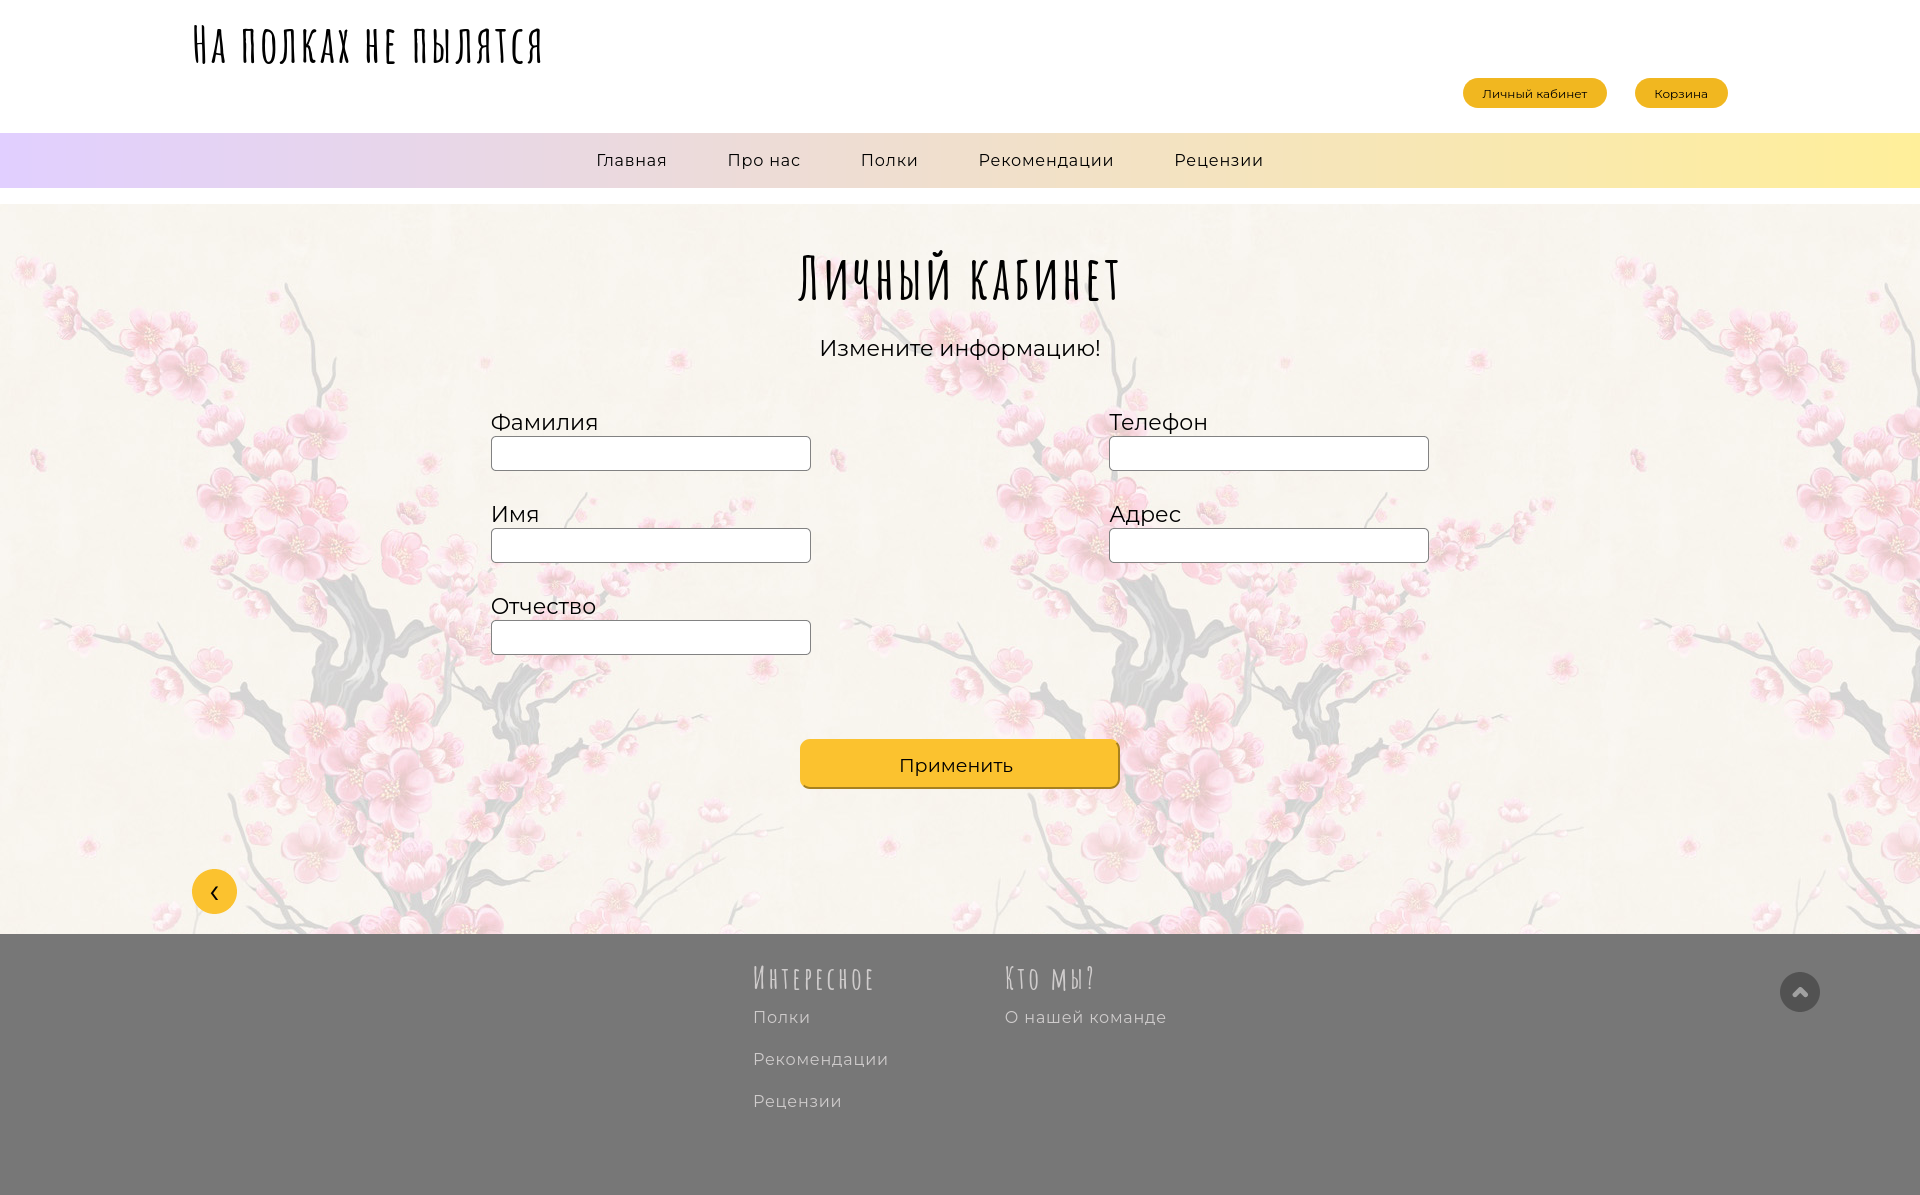 На полках не пылятся
Личный кабинет
Корзина
Главная
Про нас
Полки
Рекомендации
Рецензии
Личный кабинет
Измените информацию!
Фамилия
Телефон
Имя
Адрес
Отчество
Применить
‹
Интересное
Кто мы?
Полки
О нашей команде
Рекомендации
Рецензии